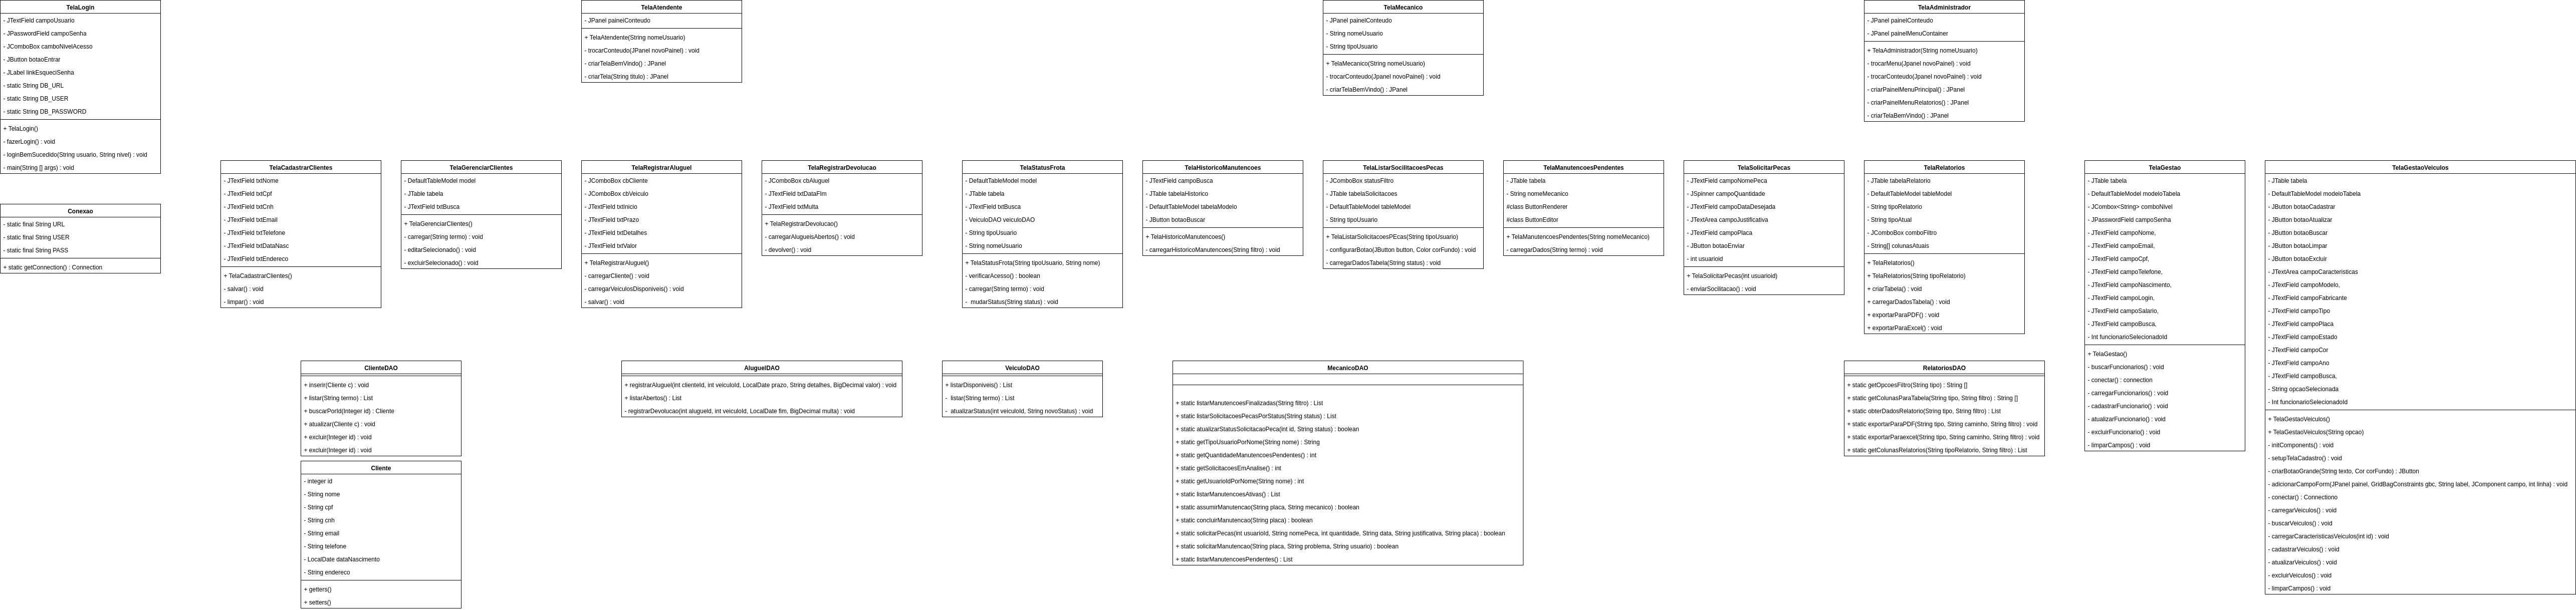 TelaLogin
- JTextField campoUsuario
- JPasswordField campoSenha
- JComboBox camboNivelAcesso
- JButton botaoEntrar
- JLabel linkEsqueciSenha
- static String DB_URL
- static String DB_USER
- static String DB_PASSWORD
+ TelaLogin()
- fazerLogin() : void
- loginBemSucedido(String usuario, String nivel) : void
- main(String [] args) : void
Conexao
- static final String URL
- static final String USER
- static final String PASS
+ static getConnection() : Connection
TelaAtendente
- JPanel paineiConteudo
+ TelaAtendente(String nomeUsuario)
- trocarConteudo(JPanel novoPainel) : void
- criarTelaBemVindo() : JPanel
- criarTela(String titulo) : JPanel
TelaMecanico
- JPanel painelConteudo
- String nomeUsuario
- String tipoUsuario
+ TelaMecanico(String nomeUsuario)
- trocarConteudo(Jpanel novoPainel) : void
- criarTelaBemVindo() : JPanel
TelaAdministrador
- JPanel painelConteudo
- JPanel painelMenuContainer
+ TelaAdministrador(String nomeUsuario)
- trocarMenu(Jpanel novoPainel) : void
- trocarConteudo(Jpanel novoPainel) : void
- criarPainelMenuPrincipal() : JPanel
- criarPainelMenuRelatorios() : JPanel
- criarTelaBemVindo() : JPanel
TelaCadastrarClientes
- JTextField txtNome
- JTextField txtCpf
- JTextField txtCnh
- JTextField txtEmail
- JTextField txtTelefone
- JTextField txtDataNasc
- JTextField txtEndereco
+ TelaCadastrarClientes()
- salvar() : void
- limpar() : void
TelaGerenciarClientes
- DefaultTableModel model
- JTable tabela
- JTextField txtBusca
+ TelaGerenciarClientes()
- carregar(String termo) : void
- editarSelecionado() : void
- excluirSelecionado() : void
TelaRegistrarAluguel
- JComboBox cbCliente
- JComboBox cbVeiculo
- JTextField txtInicio
- JTextField txtPrazo
- JTextField txtDetalhes
- JTextField txtValor
+ TelaRegistrarAluguel()
- carregarCliente() : void
- carregarVeiculosDisponiveis() : void
- salvar() : void
TelaRegistrarDevolucao
- JComboBox cbAluguel
- JTextField txtDataFim
- JTextField txtMulta
+ TelaRegistrarDevolucao()
- carregarAlugueisAbertos() : void
- devolver() : void
TelaStatusFrota
- DefaultTableModel model
- JTable tabela
- JTextField txtBusca
- VeiculoDAO veiculoDAO
- String tipoUsuario
- String nomeUsuario
+ TelaStatusFrota(String tipoUsuario, String nome)
- verificarAcesso() : boolean
- carregar(String termo) : void
- mudarStatus(String status) : void
TelaHistoricoManutencoes
- JTextField campoBusca
- JTable tabelaHistorico
- DefaultTableModel tabelaModelo
- JButton botaoBuscar
+ TelaHistoricoManutencoes()
- carregarHistoricoManutencoes(String filtro) : void
TelaListarSocilitacoesPecas
- JComboBox statusFiltro
- JTable tabelaSolicitacoes
- DefaultTableModel tableModel
- String tipoUsuario
+ TelaListarSolicitacoesPEcas(String tipoUsuario)
- configurarBotao(JButton button, Color corFundo) : void
- carregarDadosTabela(String status) : void
TelaManutencoesPendentes
- JTable tabela
- String nomeMecanico
#class ButtonRenderer
#class ButtonEditor
+ TelaManutencoesPendentes(String nomeMecanico)
- carregarDados(String termo) : void
TelaSolicitarPecas
- JTextField campoNomePeca
- JSpinner campoQuantidade
- JTextField campoDataDesejada
- JTextArea campoJustificativa
- JTextField campoPlaca
- JButton botaoEnviar
- int usuarioid
+ TelaSolicitarPecas(int usuarioid)
- enviarSocilitacao() : void
TelaRelatorios
- JTable tabelaRelatorio
- DefaultTableModel tableModel
- String tipoRelatorio
- String tipoAtual
- JComboBox comboFiltro
- String[] colunasAtuais
+ TelaRelatorios()
+ TelaRelatorios(String tipoRelatorio)
+ criarTabela() : void
+ carregarDadosTabela() : void
+ exportarParaPDF() : void
+ exportarParaExcel() : void
TelaGestao
- JTable tabela
- DefaultTableModel modeloTabela
- JCombox<String> comboNivel
- JPasswordField campoSenha
- JTextField campoNome,
- JTextField campoEmail,
- JTextField campoCpf,
- JTextField campoTelefone,
- JTextField campoNascimento,
- JTextField campoLogin,
- JTextField campoSalario,
- JTextField campoBusca,
- Int funcionarioSelecionadoId
+ TelaGestao()
- buscarFuncionarios() : void
- conectar() : connection
- carregarFuncionarios() : void
- cadastrarFuncionario() : void
- atualizarFuncionario() : void
- excluirFuncionario() : void
- limparCampos() : void
TelaGestaoVeiculos
- JTable tabela
- DefaultTableModel modeloTabela
- JButton botaoCadastrar
- JButton botaoAtualizar
- JButton botaoBuscar
- JButton botaoLimpar
- JButton botaoExcluir
- JTextArea campoCaracteristicas
- JTextField campoModelo,
- JTextField campoFabricante
- JTextField campoTipo
- JTextField campoPlaca
- JTextField campoEstado
- JTextField campoCor
- JTextField campoAno
- JTextField campoBusca,
- String opcaoSelecionada
- Int funcionarioSelecionadoId
+ TelaGestaoVeiculos()
+ TelaGestaoVeiculos(String opcao)
- initComponents() : void
- setupTelaCadastro() : void
- criarBotaoGrande(String texto, Cor corFundo) : JButton
- adicionarCampoForm(JPanel painel, GridBagConstraints gbc, String label, JComponent campo, int linha) : void
- conectar() : Connectiono
- carregarVeiculos() : void
- buscarVeiculos() : void
- carregarCaracteristicasVeiculos(int id) : void
- cadastrarVeiculos() : void
- atualizarVeiculos() : void
- excluirVeiculos() : void
- limparCampos() : void
ClienteDAO
+ inserir(Cliente c) : void
+ listar(String termo) : List
+ buscarPorId(Integer id) : Cliente
+ atualizar(Cliente c) : void
+ excluir(Integer id) : void
+ excluir(Integer id) : void
Cliente
- integer id
- String nome
- String cpf
- String cnh
- String email
- String telefone
- LocalDate dataNascimento
- String endereco
+ getters()
+ setters()
AluguelDAO
+ registrarAluguel(int clienteId, int veiculoId, LocalDate prazo, String detalhes, BigDecimal valor) : void
+ listarAbertos() : List
- registrarDevolucao(int alugueId, int veiculoId, LocalDate fim, BigDecimal multa) : void
VeiculoDAO
+ listarDisponiveis() : List
- listar(String termo) : List
- atualizarStatus(int veiculoId, String novoStatus) : void
MecanicoDAO
+ static listarManutencoesFinalizadas(String filtro) : List
+ static listarSolicitacoesPecasPorStatus(String status) : List
+ static atualizarStatusSolicitacaoPeca(int id, String status) : boolean
+ static getTipoUsuarioPorNome(String nome) : String
+ static getQuantidadeManutencoesPendentes() : int
+ static getSolicitacoesEmAnalise() : int
+ static getUsuarioIdPorNome(String nome) : int
+ static listarManutencoesAtivas() : List
+ static assumirManutencao(String placa, String mecanico) : boolean
+ static concluirManutencao(String placa) : boolean
+ static solicitarPecas(int usuarioId, String nomePeca, int quantidade, String data, String justificativa, String placa) : boolean
+ static solicitarManutencao(String placa, String problema, String usuario) : boolean
+ static listarManutencoesPendentes() : List
RelatoriosDAO
+ static getOpcoesFiltro(String tipo) : String []
+ static getColunasParaTabela(String tipo, String filtro) : String []
+ static obterDadosRelatorio(String tipo, String filtro) : List
+ static exportarParaPDF(String tipo, String caminho, String filtro) : void
+ static exportarParaexcel(String tipo, String caminho, String filtro) : void
+ static getColunasRelatorios(String tipoRelatorio, String filtro) : List